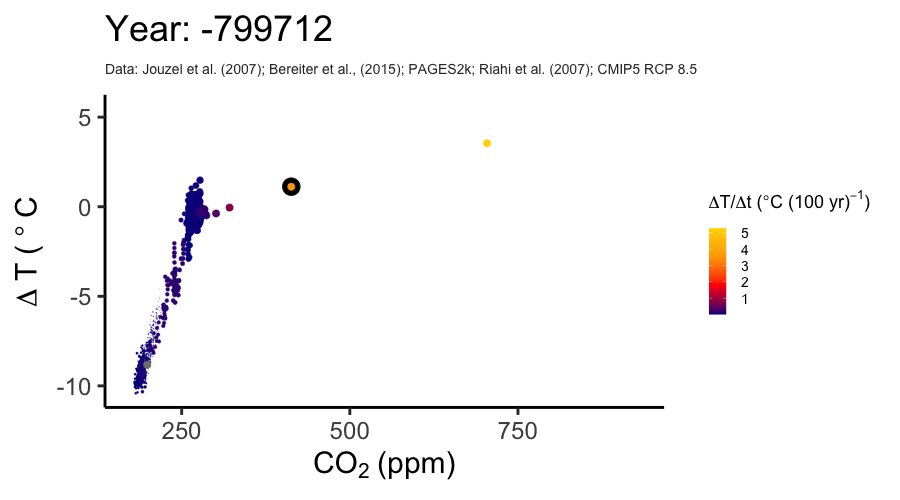 Year: -799712
Data: Jouzel et al. (2007); Bereiter et al., (2015); PAGES2k; Riahi et al. (2007); CMIP5 RCP 8.5
5
0
-5
-10
Δ T ( ° C
250
500
750
CO₂ (ppm)
ΔT/Δt (°C (100 yr)⁻¹)
5
4
3
2
1